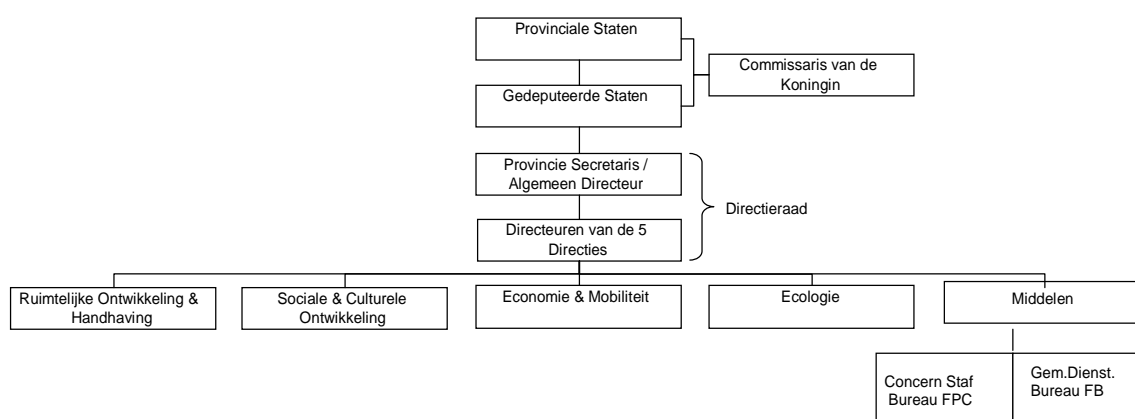 Provinciale Staten
Commissaris van de
Koningin
Gedeputeerde Staten
Provincie Secretaris /
Algemeen Directeur
Directieraad
Directeuren van de 5
Directies
Ruimtelijke Ontwikkeling &
Handhaving
Sociale & Culturele
Ontwikkeling
Economie & Mobiliteit
Ecologie
Middelen
Concern Staf
Bureau FPC
Gem.Dienst.
Bureau FB